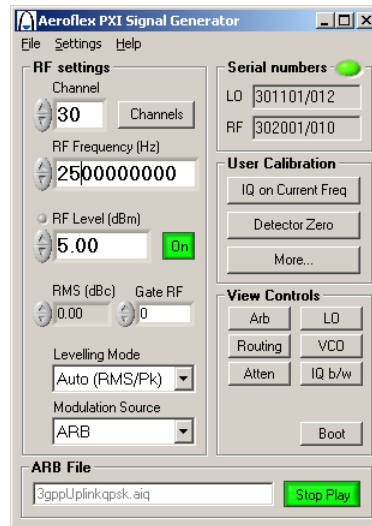 Aeroflex PXI Signal Generator
File Settings Help
RF settings
Channel
30 Channels
RF Frequency (Hz)
2500000000
RF Level (dBm)
5.00 On
RMS (dBc) Gate RF
0.00 0
Levelling Mode
Auto (RMS/Pk)
Modulation Source
ARB
Serial numbers
LO 301101/012
RF 302001/010
User Calibration
IQ on Current Freq
Detector Zero
More...
View Controls
Arb LO
Routing VCO
Atten IQ b/w
Boot
ARB File
3gppUplinkqpsk.aiq Stop Play